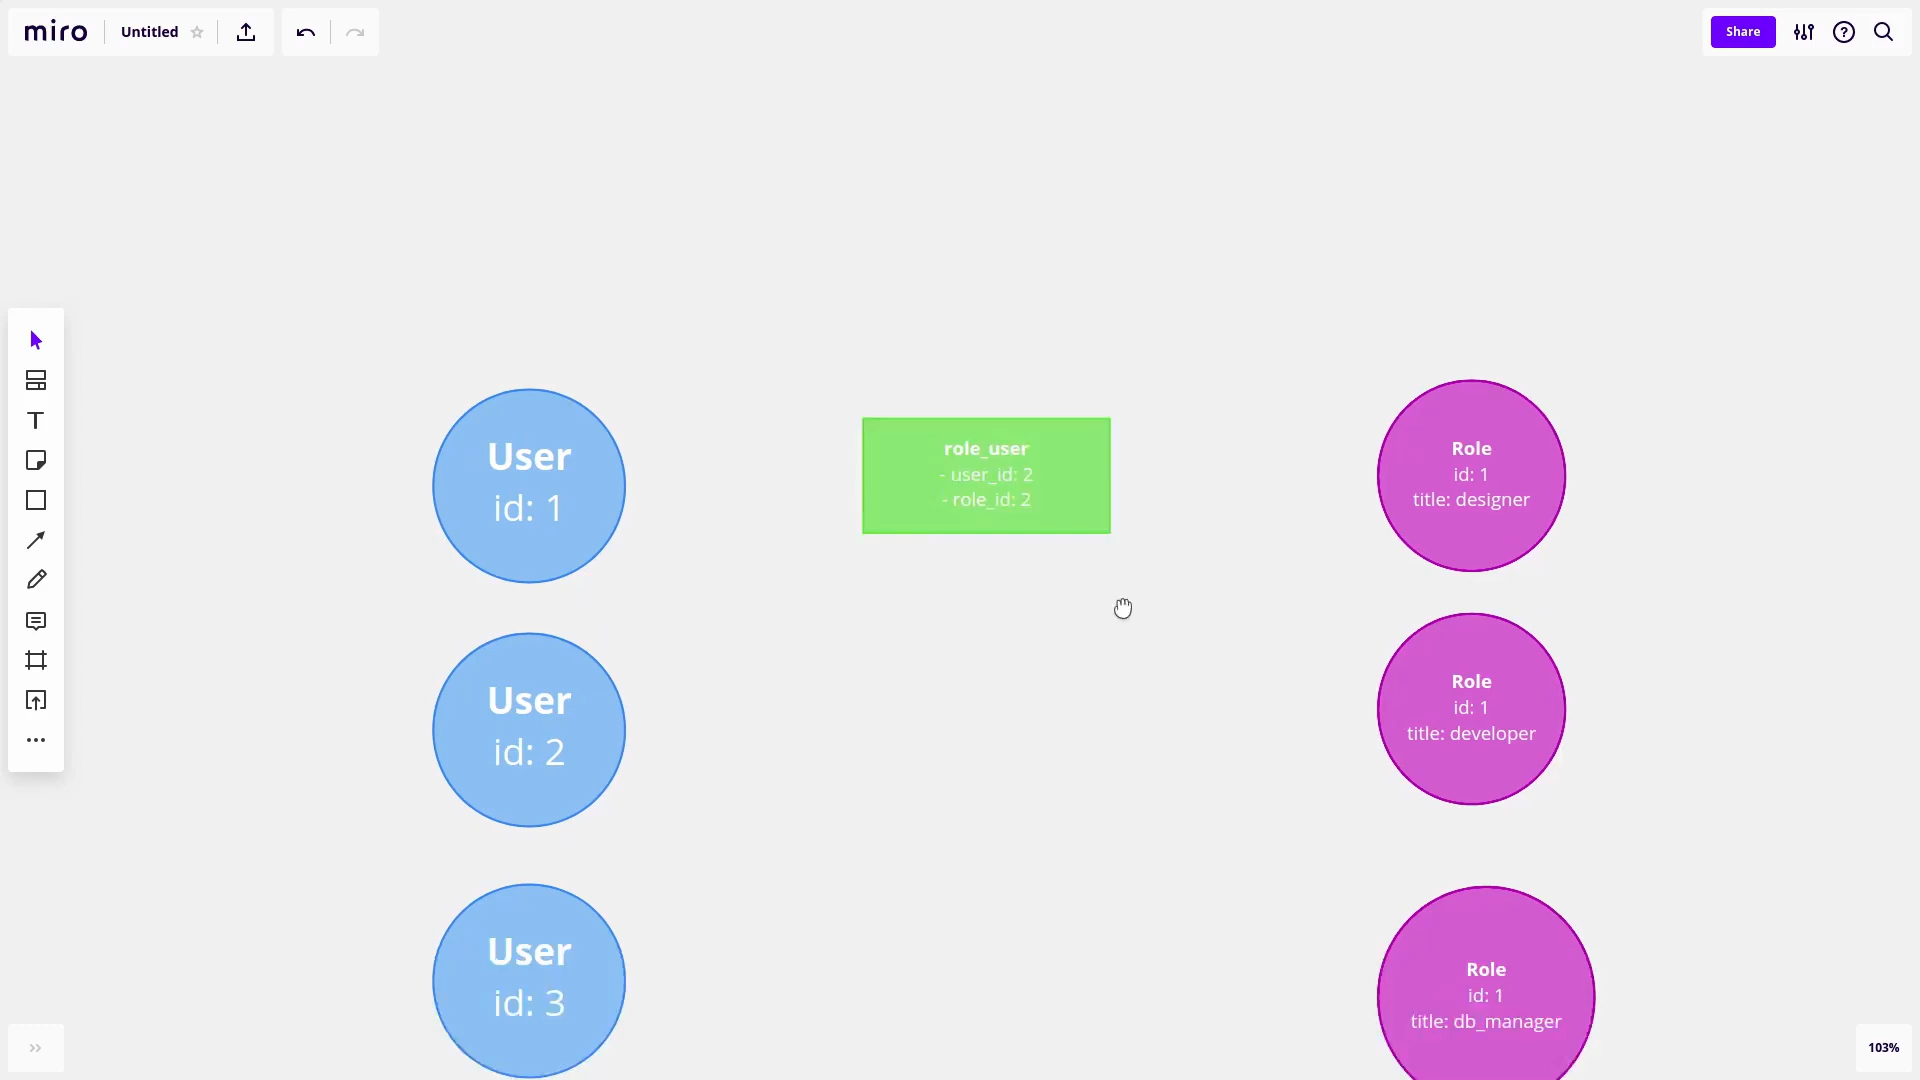 miro
Untitled
Share
User
id: 1
role_user
- user_id: 2
- role_id: 2
Role
id: 1
title: designer
User
id: 2
Role
id: 1
title: developer
User
id: 3
Role
id: 1
title: db_manager
103%